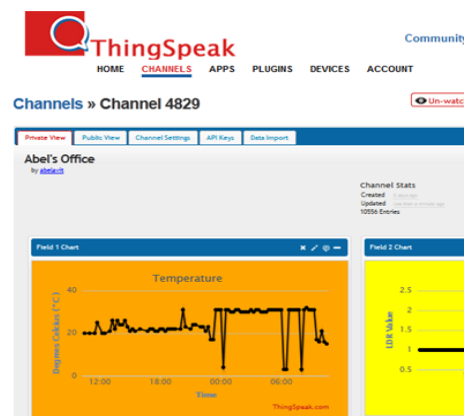 ThingSpeak
Community
HOME CHANNELS APPS PLUGINS DEVICES ACCOUNT
Channels » Channel 4829
Un-watc
Private View Public View Channel Settings API Keys Data Import
Abel's Office
by abelavit
Channel Stats
Created
Updated
10556 Entries
Field 1 Chart
Field 2 Chart
Temperature
Degrees Celsius (°C)
40
20
0
12:00 18:00 00:00 06:00
Time
ThingSpeak.com
LDR Value
2.5
2
1.5
1
0.5